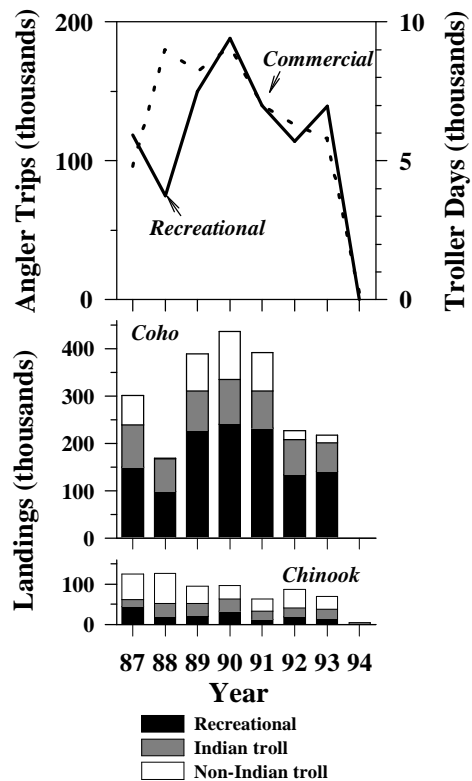 200
100
0
10
5
0
Angler Trips (thousands)
Troller Days (thousands)
Commercial
Recreational
Coho
400
300
200
100
0
Landings (thousands)
Chinook
100
0
87 88 89 90 91 92 93 94
Year
Recreational
Indian troll
Non-Indian troll